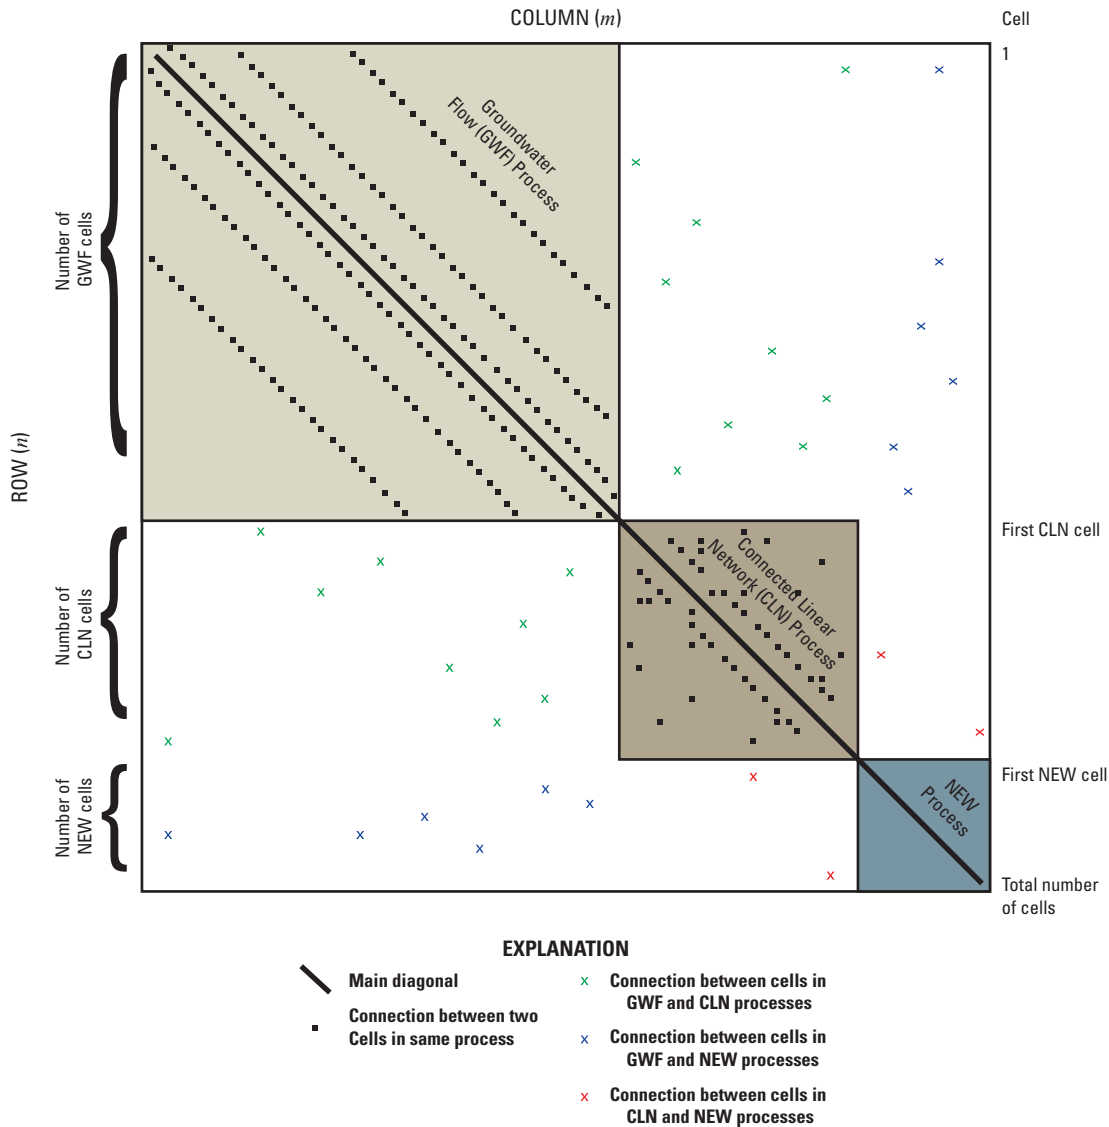 COLUMN (m)
Cell
1
Groundwater
Flow (GWF) Process
Number of
GWF cells
ROW (n)
First CLN cell
Connected Linear
Network (CLN) Process
Number of
CLN cells
First NEW cell
NEW
Process
Number of
NEW cells
Total number
of cells
EXPLANATION
Main diagonal
Connection between two
Cells in same process
x Connection between cells in
GWF and CLN processes
x Connection between cells in
GWF and NEW processes
x Connection between cells in
CLN and NEW processes